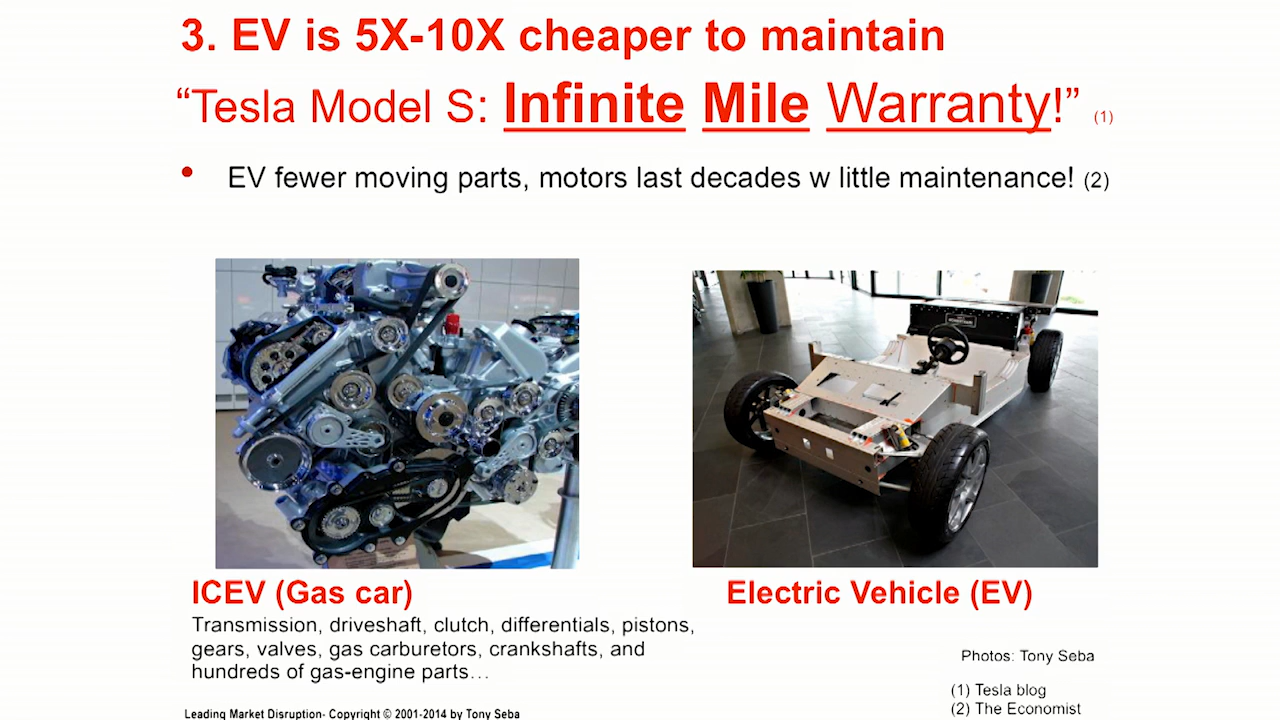 3. EV is 5X-10X cheaper to maintain
“Tesla Model S: Infinite Mile Warranty!” (1)
• EV fewer moving parts, motors last decades w little maintenance! (2)
ICEV (Gas car)
Electric Vehicle (EV)
Transmission, driveshaft, clutch, differentials, pistons,
gears, valves, gas carburetors, crankshafts, and
hundreds of gas-engine parts…
Photos: Tony Seba
(1) Tesla blog
(2) The Economist
Leading Market Disruption- Copyright © 2001-2014 by Tony Seba